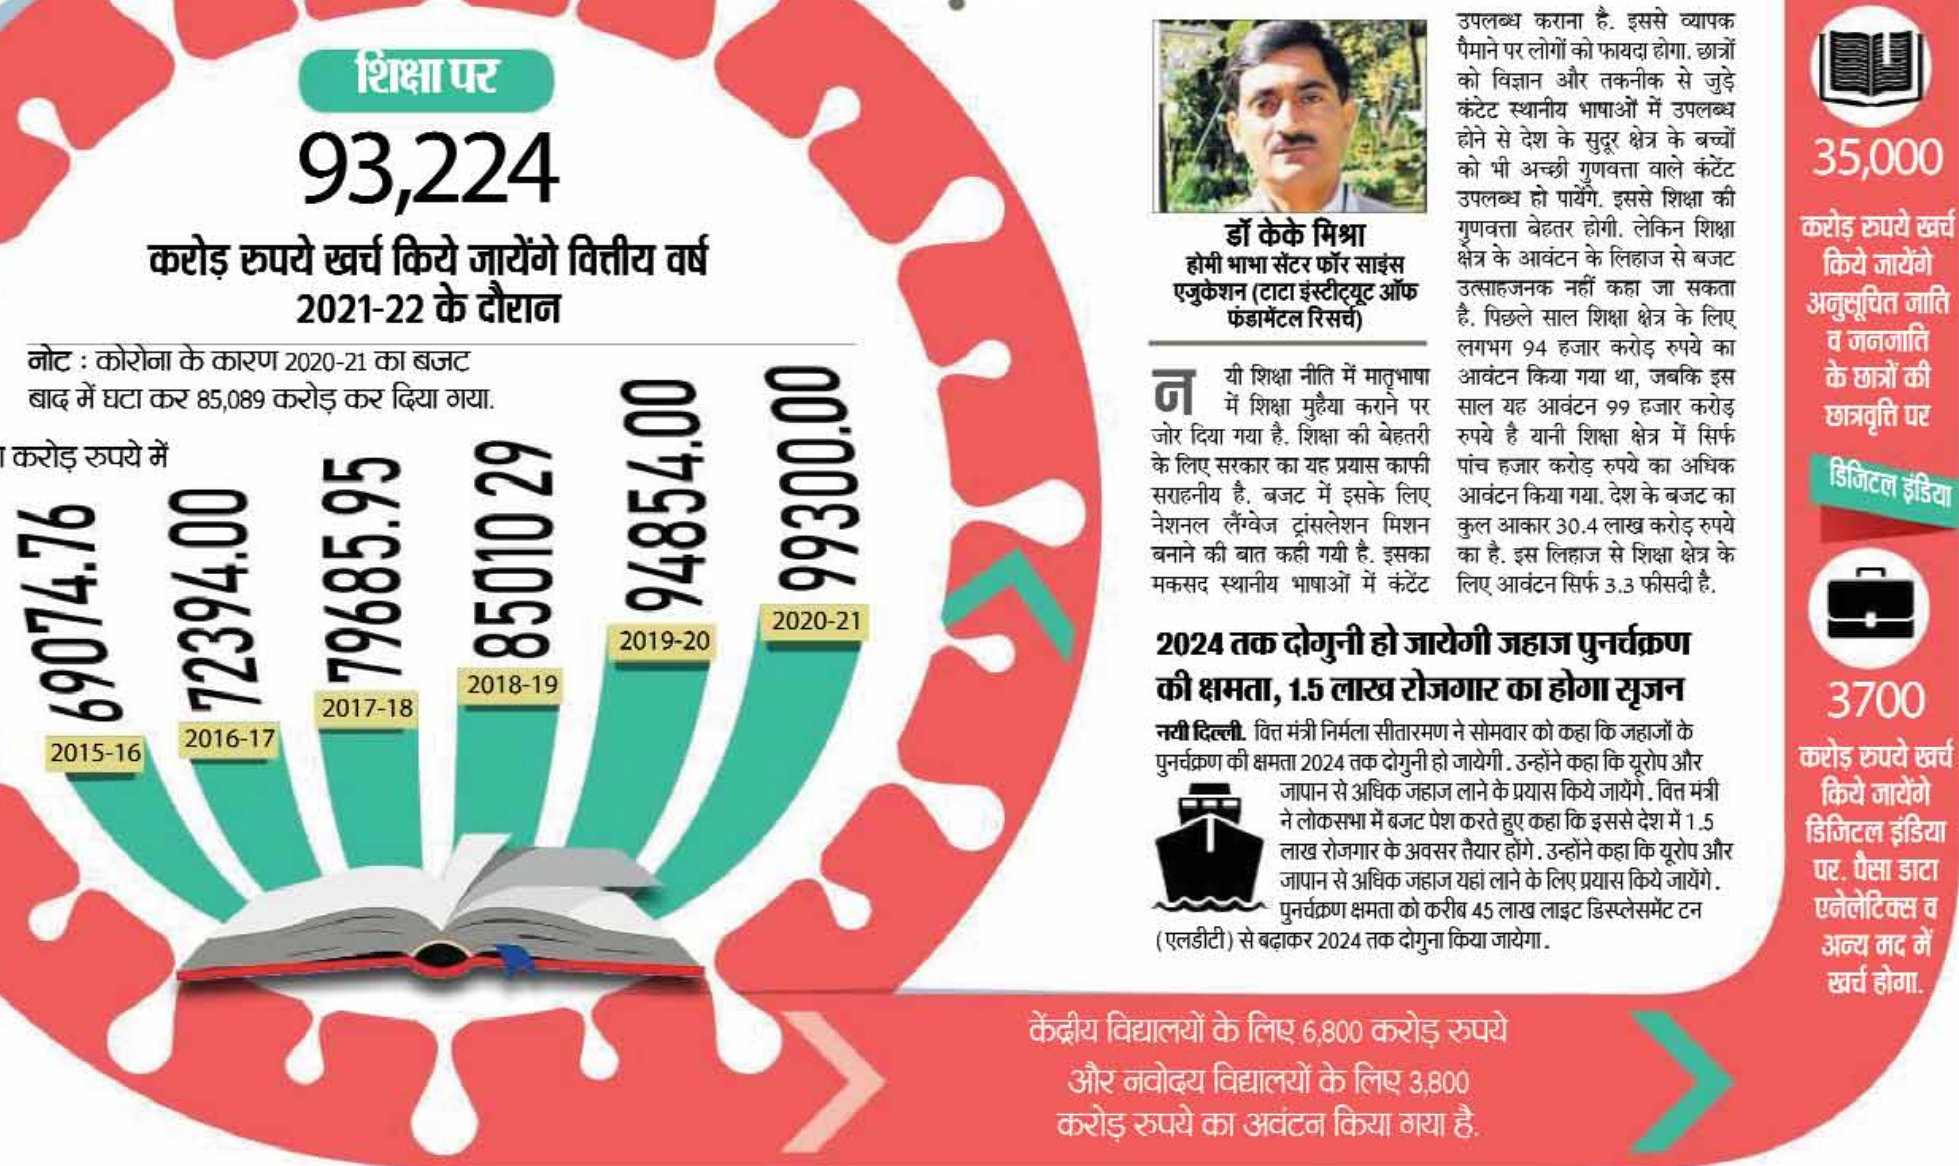 शिक्षा पर
93,224
करोड़ रुपये खर्च किये जायेंगे वित्तीय वर्ष
2021-22 के दौरान
नोट : कोरोना के कारण 2020-21 का बजट
बाद में घटा कर 85,089 करोड़ कर दिया गया.
करोड़ रुपये में
69074.76
2015-16
72394.00
2016-17
79685.95
2017-18
85010 29
2018-19
94854.00
2019-20
99300.00
2020-21
डॉ केके मिश्रा
होमी भाभा सेंटर फॉर साइंस
एजुकेशन (टाटा इंस्टीट्यूट ऑफ
फंडामेंटल रिसर्च)
नयी शिक्षा नीति में मातृभाषा
में शिक्षा मुहैया कराने पर
जोर दिया गया है. शिक्षा की बेहतरी
के लिए सरकार का यह प्रयास काफी
सराहनीय है. बजट में इसके लिए
नेशनल लैंग्वेज ट्रांसलेशन मिशन
बनाने की बात कही गयी है. इसका
मकसद स्थानीय भाषाओं में कंटेंट
उपलब्ध कराना है. इससे व्यापक
पैमाने पर लोगों को फायदा होगा. छात्रों
को विज्ञान और तकनीक से जुड़े
कंटेट स्थानीय भाषाओं में उपलब्ध
होने से देश के सुदूर क्षेत्र के बच्चों
को भी अच्छी गुणवत्ता वाले कंटेंट
उपलब्ध हो पायेंगे. इससे शिक्षा की
गुणवत्ता बेहतर होगी. लेकिन शिक्षा
क्षेत्र के आवंटन के लिहाज से बजट
उत्साहजनक नहीं कहा जा सकता
है. पिछले साल शिक्षा क्षेत्र के लिए
लगभग 94 हजार करोड़ रुपये का
आवंटन किया गया था, जबकि इस
साल यह आवंटन 99 हजार करोड़
रुपये है यानी शिक्षा क्षेत्र में सिर्फ
पांच हजार करोड़ रुपये का अधिक
आवंटन किया गया. देश के बजट का
कुल आकार 30.4 लाख करोड़ रुपये
का है. इस लिहाज से शिक्षा क्षेत्र के
लिए आवंटन सिर्फ 3.3 फीसदी है.
2024 तक दोगुनी हो जायेगी जहाज पुनर्चक्रण
की क्षमता, 1.5 लाख रोजगार का होगा सृजन
नयी दिल्ली. वित्त मंत्री निर्मला सीतारमण ने सोमवार को कहा कि जहाजों के
पुनर्चक्रण की क्षमता 2024 तक दोगुनी हो जायेगी. उन्होंने कहा कि यूरोप और
जापान से अधिक जहाज लाने के प्रयास किये जायेंगे. वित्त मंत्री
ने लोकसभा में बजट पेश करते हुए कहा कि इससे देश में 1.5
लाख रोजगार के अवसर तैयार होंगे. उन्होंने कहा कि यूरोप और
जापान से अधिक जहाज यहां लाने के लिए प्रयास किये जायेंगे.
पुनर्चक्रण क्षमता को करीब 45 लाख लाइट डिस्प्लेसमेंट टन
(एलडीटी) से बढ़ाकर 2024 तक दोगुना किया जायेगा.
35,000
करोड़ रुपये खर्च
किये जायेंगे
अनुसूचित जाति
व जनजाति
के छात्रों की
छात्रवृत्ति पर
डिजिटल इंडिया
3700
करोड़ रुपये खर्च
किये जायेंगे
डिजिटल इंडिया
पर. पैसा डाटा
एनेलेटिक्स व
अन्य मद में
खर्च होगा.
केंद्रीय विद्यालयों के लिए 6,800 करोड़ रुपये
और नवोदय विद्यालयों के लिए 3,800
करोड़ रुपये का अवंटन किया गया है.